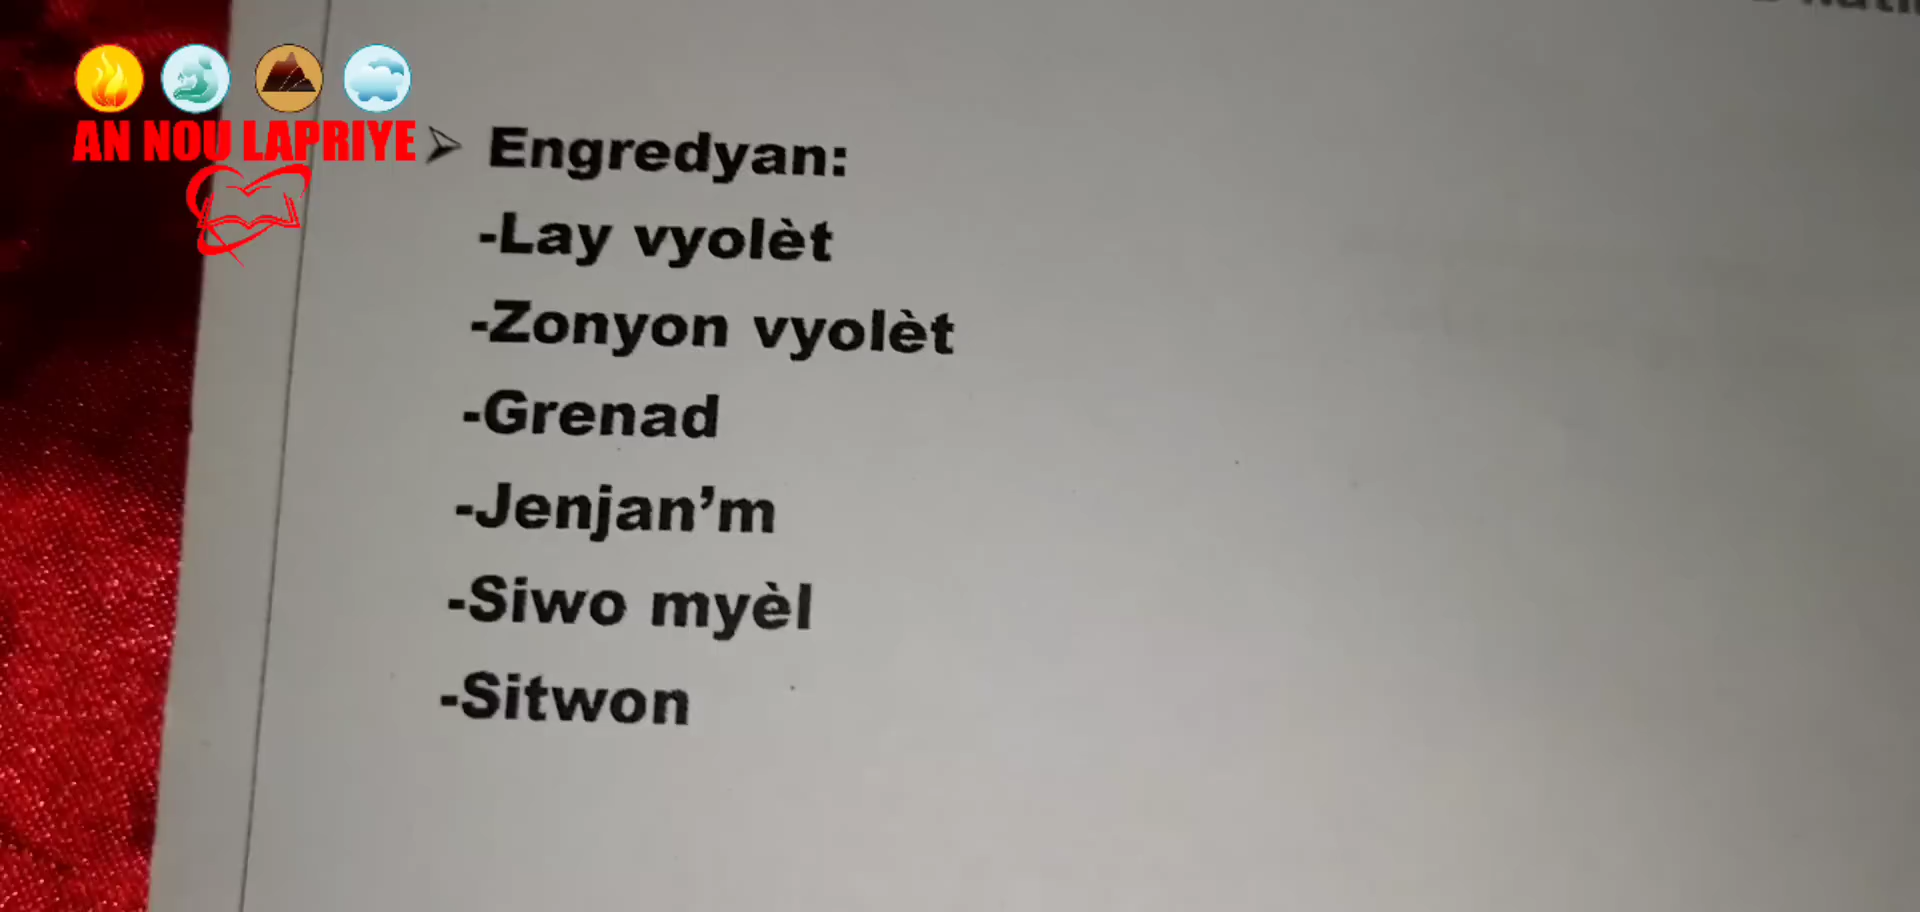 AN NOU LAPRIYE
Engredyan:
-Lay vyolèt
-Zonyon vyolèt
-Grenad
-Jenjan’m
-Siwo myèl
-Sitwon